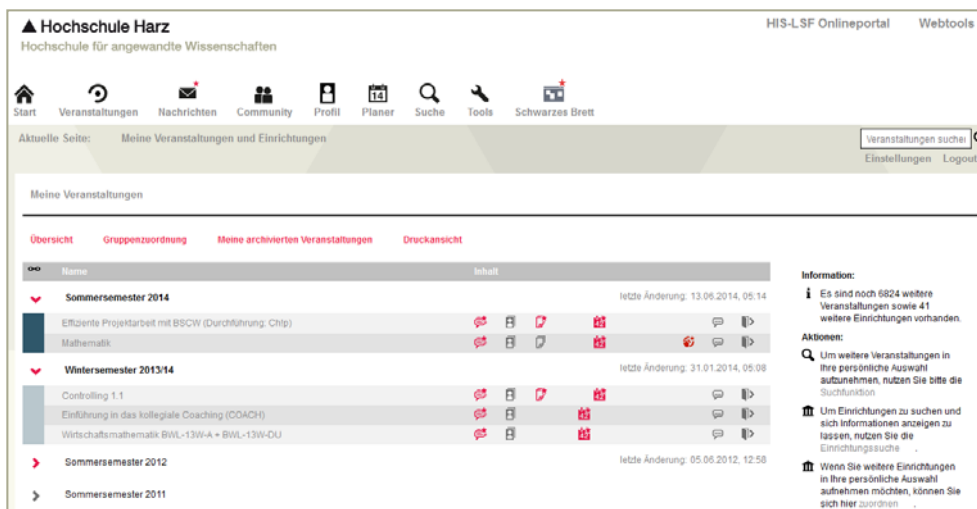 Hochschule Harz
HIS-LSF Onlineportal Webtools
Hochschule für angewandte Wissenschaften
14
Start Veranstaltungen Nachrichten Community Profil Planer Suche Tools Schwarzes Brett
Aktuelle Seite: Meine Veranstaltungen und Einrichtungen
Veranstaltungen suchen
Einstellungen Logout
Meine Veranstaltungen
Übersicht Gruppenzuordnung Meine archivierten Veranstaltungen Druckansicht
Name Inhalt
Sommersemester 2014 letzte Änderung: 13.06.2014, 05:14
Effiziente Projektarbeit mit BSCW (Durchführung: Chip)
Mathematik
Wintersemester 2013/14 letzte Änderung: 31.01.2014, 05:08
Controlling 1.1
Einführung in das kollegiale Coaching (COACH)
Wirtschaftsmathematik BWL-13W-A + BWL-13W-DU
Sommersemester 2012 letzte Änderung: 05.06.2012, 12:58
Sommersemester 2011
Information:
Es sind noch 6824 weitere
Veranstaltungen sowie 41
weitere Einrichtungen vorhanden.
Aktionen:
Um weitere Veranstaltungen in
Ihre persönliche Auswahl
aufzunehmen, nutzen Sie bitte die
Suchfunktion
Um Einrichtungen zu suchen und
sich Informationen anzeigen zu
lassen, nutzen Sie die
Einrichtungssuche .
Wenn Sie weitere Einrichtungen
in Ihre persönliche Auswahl
aufnehmen möchten, können Sie
sich hier zuordnen .